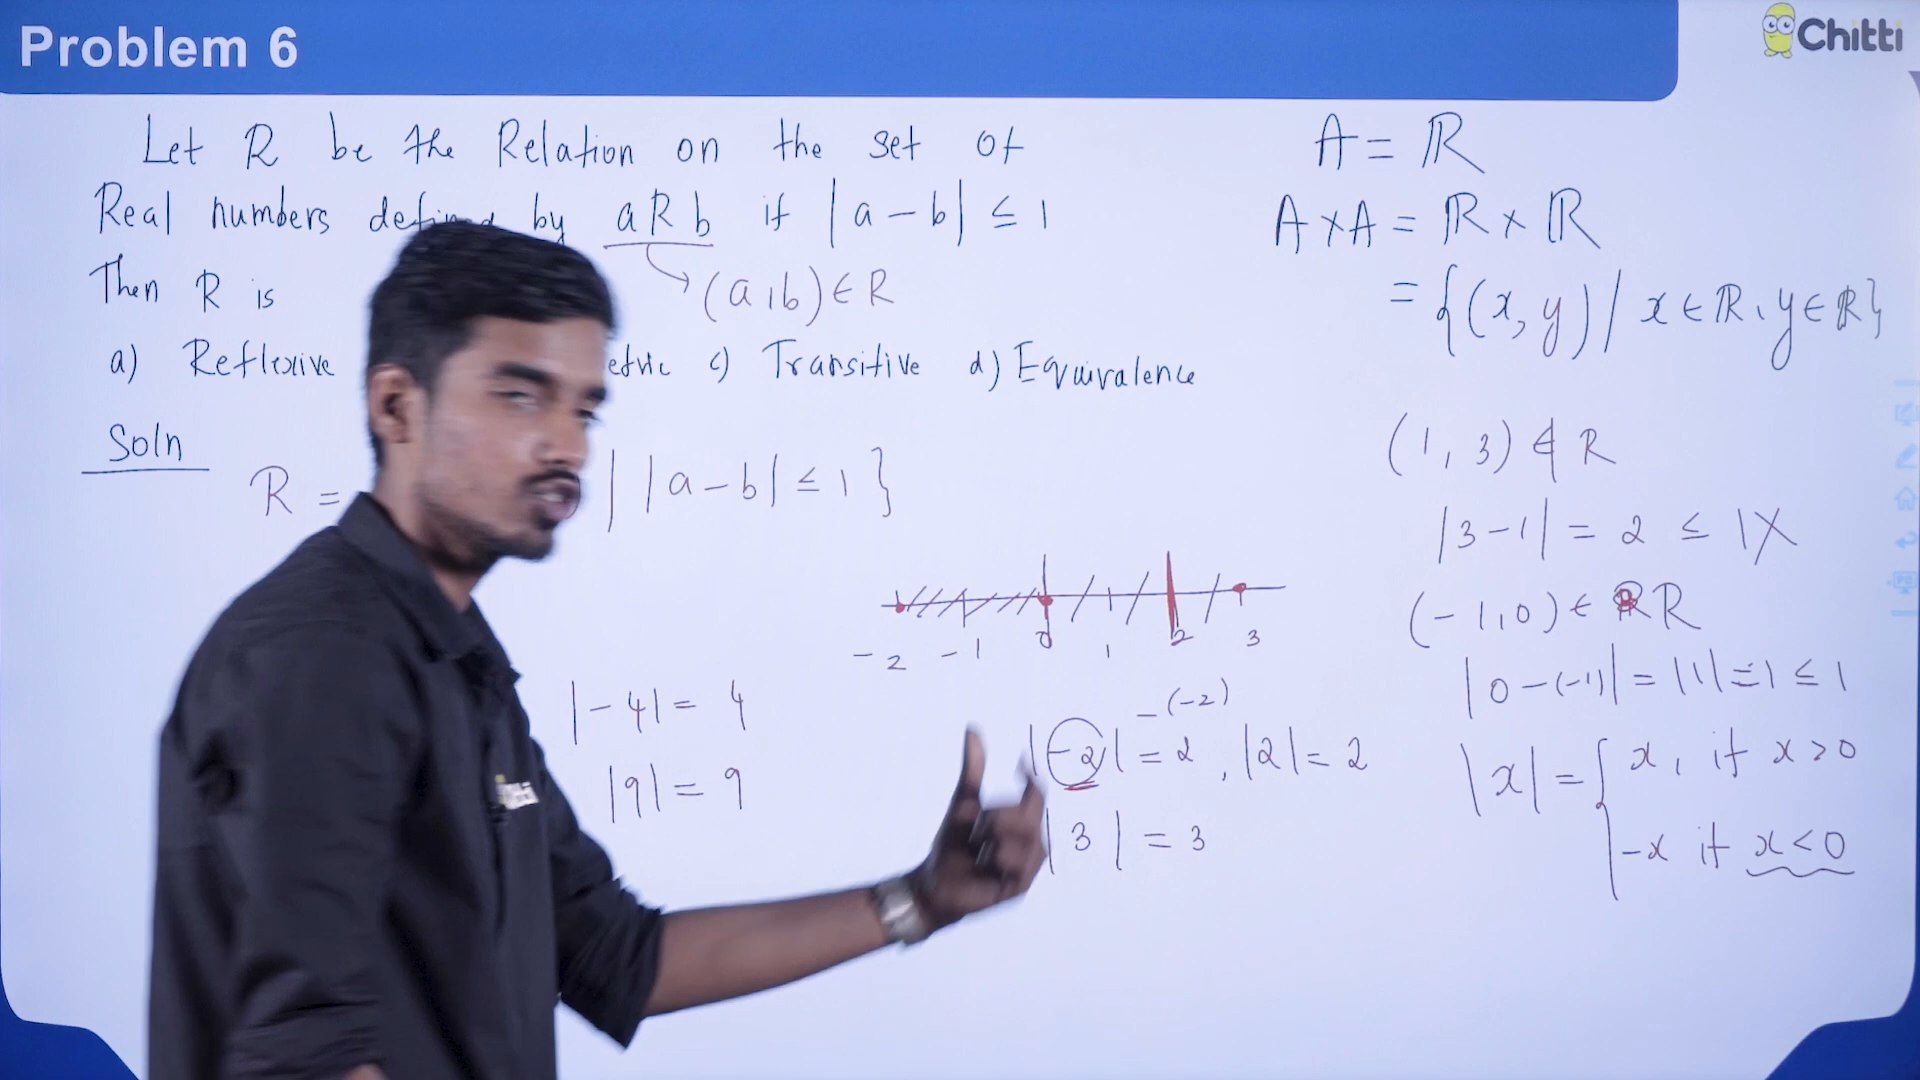 Problem 6
Chitti
Let R be the Relation on the set of
Real numbers defined by a R b if |a - b| ≤ 1
(a, b) ∈ R
Then R is
a) Reflexive etric c) Transitive d) Equivalence
Soln
R = | |a - b| ≤ 1 }
-2 -1 0 1 2 3
|-4| = 4
|9| = 9
-(-2)
|-2| = 2, |2| = 2
|3| = 3
A = ℝ
A × A = ℝ × ℝ
= {(x, y) / x ∈ ℝ, y ∈ ℝ}
(1, 3) ∉ R
|3 - 1| = 2 ≤ 1 X
(-1, 0) ∈ R
|0 - (-1)| = |1| = 1 ≤ 1
|x| = { x, if x > 0
-x if x < 0